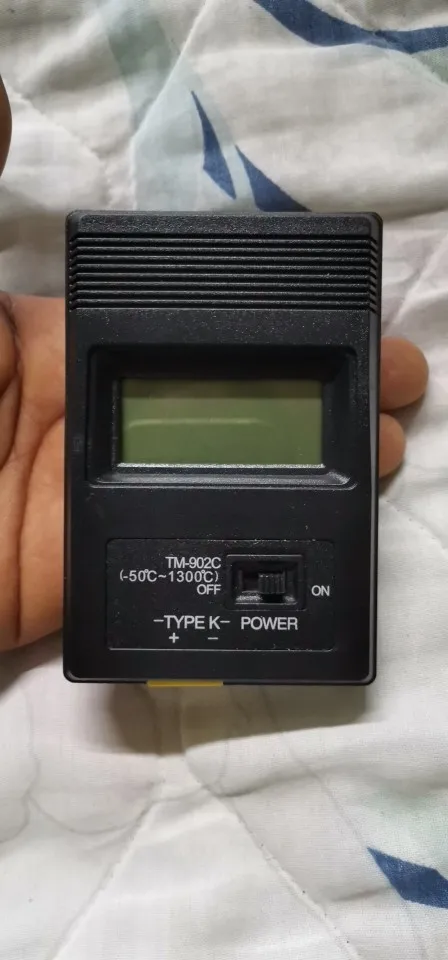 TM-902C
(-50℃~1300℃)
OFF ON
-TYPE K- POWER
+ -